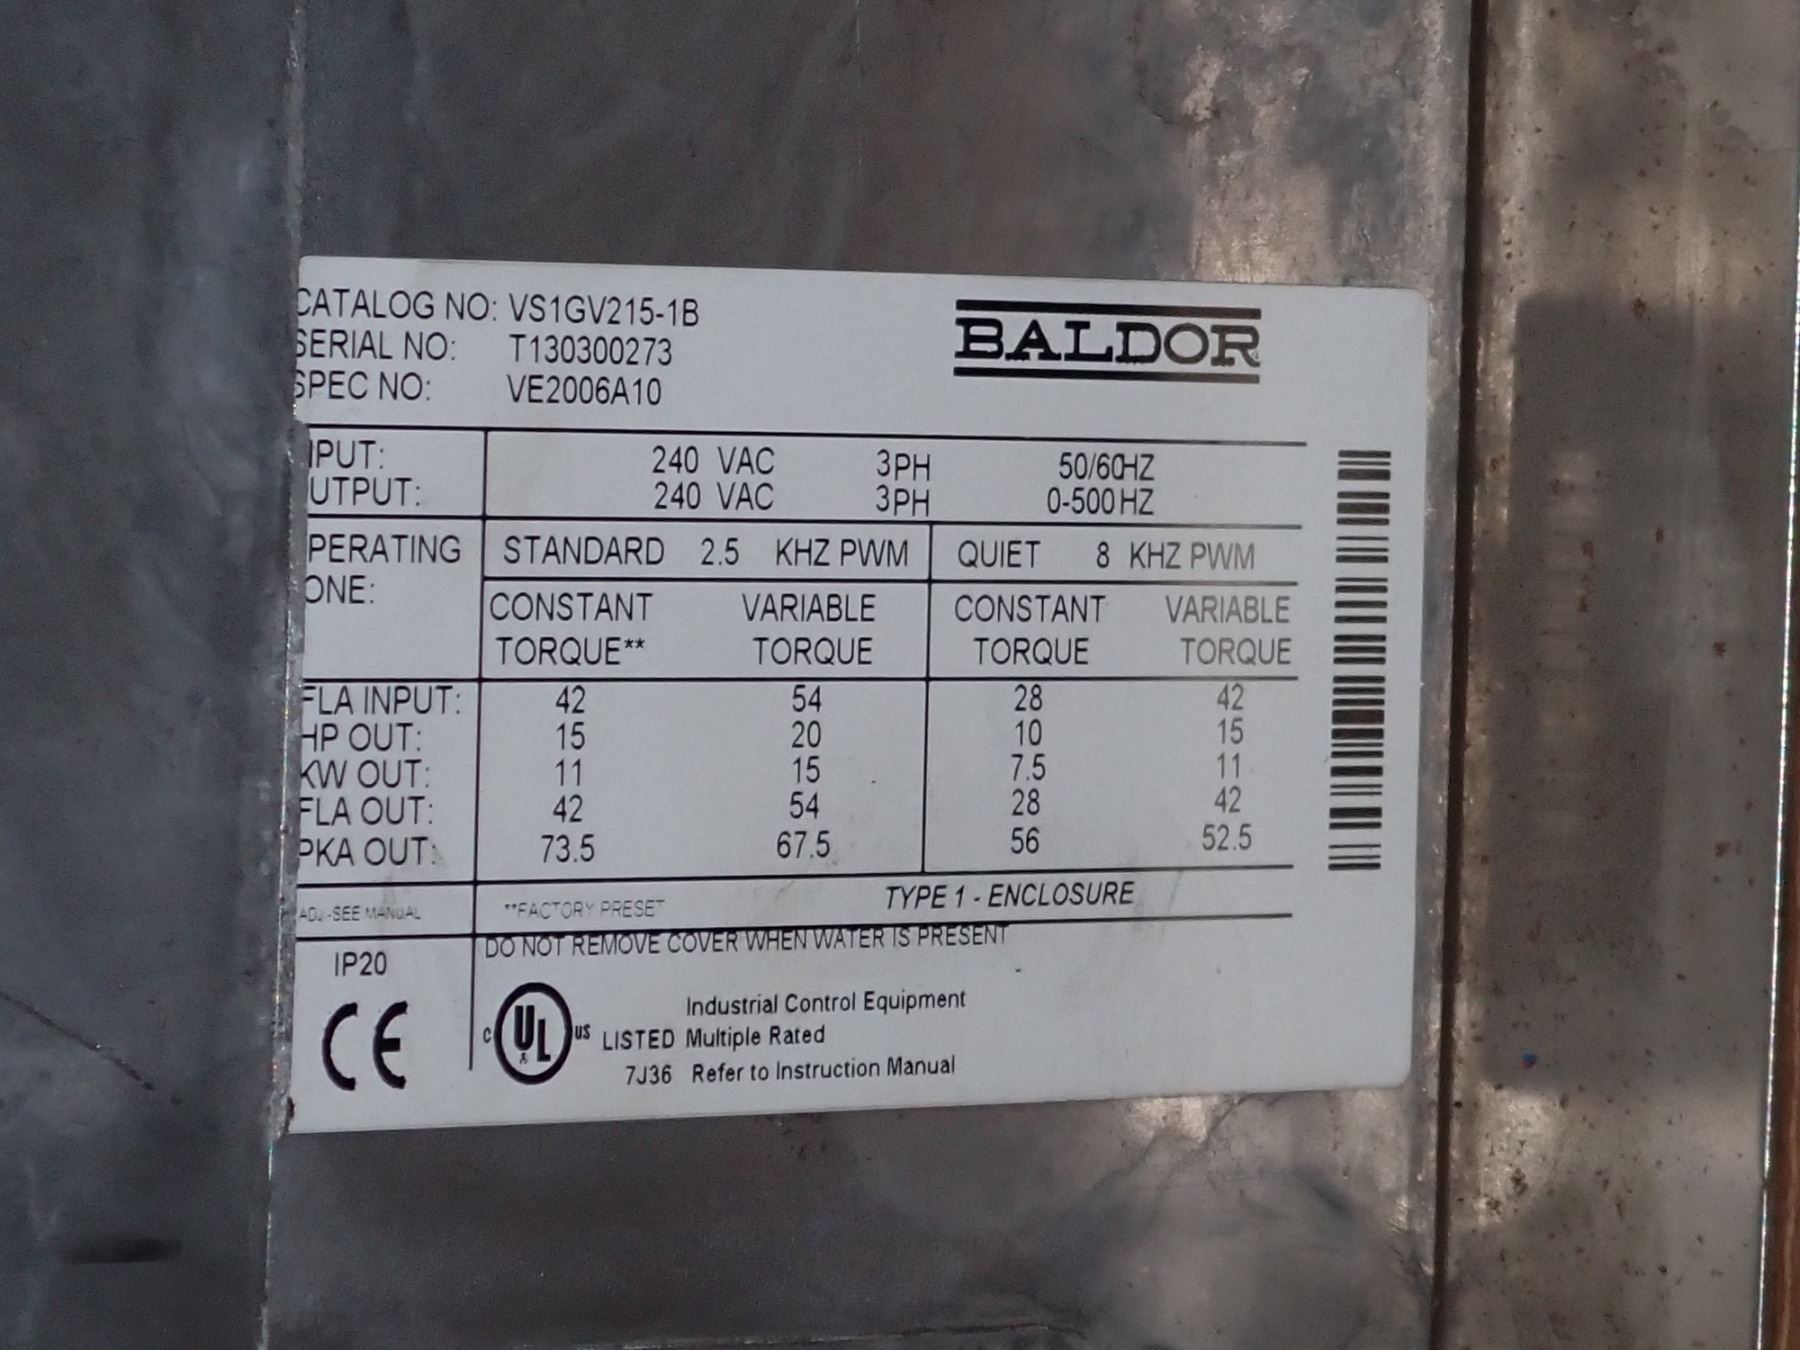 CATALOG NO: VS1GV215-1B
SERIAL NO: T130300273
SPEC NO: VE2006A10
BALDOR
NPUT: 240 VAC 3PH 50/60HZ
UTPUT: 240 VAC 3PH 0-500 HZ
PERATING STANDARD 2.5 KHZ PWM QUIET 8 KHZ PWM
ONE:
CONSTANT VARIABLE CONSTANT VARIABLE
TORQUE** TORQUE TORQUE TORQUE
FLA INPUT: 42 54 28 42
HP OUT: 15 20 10 15
KW OUT: 11 15 7.5 11
FLA OUT: 42 54 28 42
PKA OUT: 73.5 67.5 56 52.5
ADJ-SEE MANUAL **FACTORY PRESET TYPE 1 - ENCLOSURE
IP20 DO NOT REMOVE COVER WHEN WATER IS PRESENT
CE
c UL us LISTED
Industrial Control Equipment
Multiple Rated
7J36 Refer to Instruction Manual